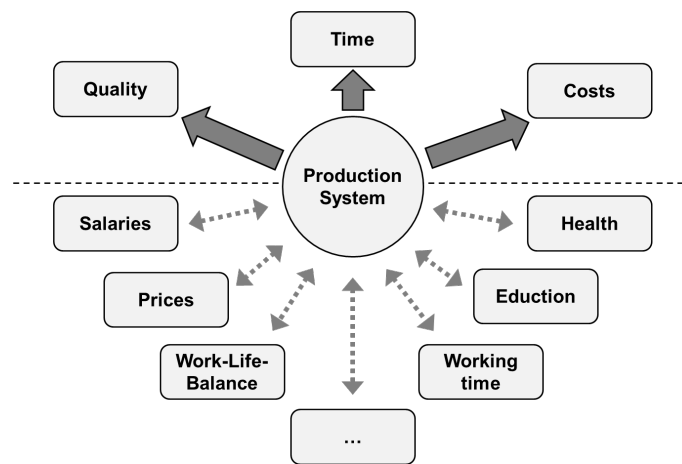 Time
Quality
Costs
Production
System
Salaries
Health
Prices
Eduction
Work-Life-
Balance
Working
time
...